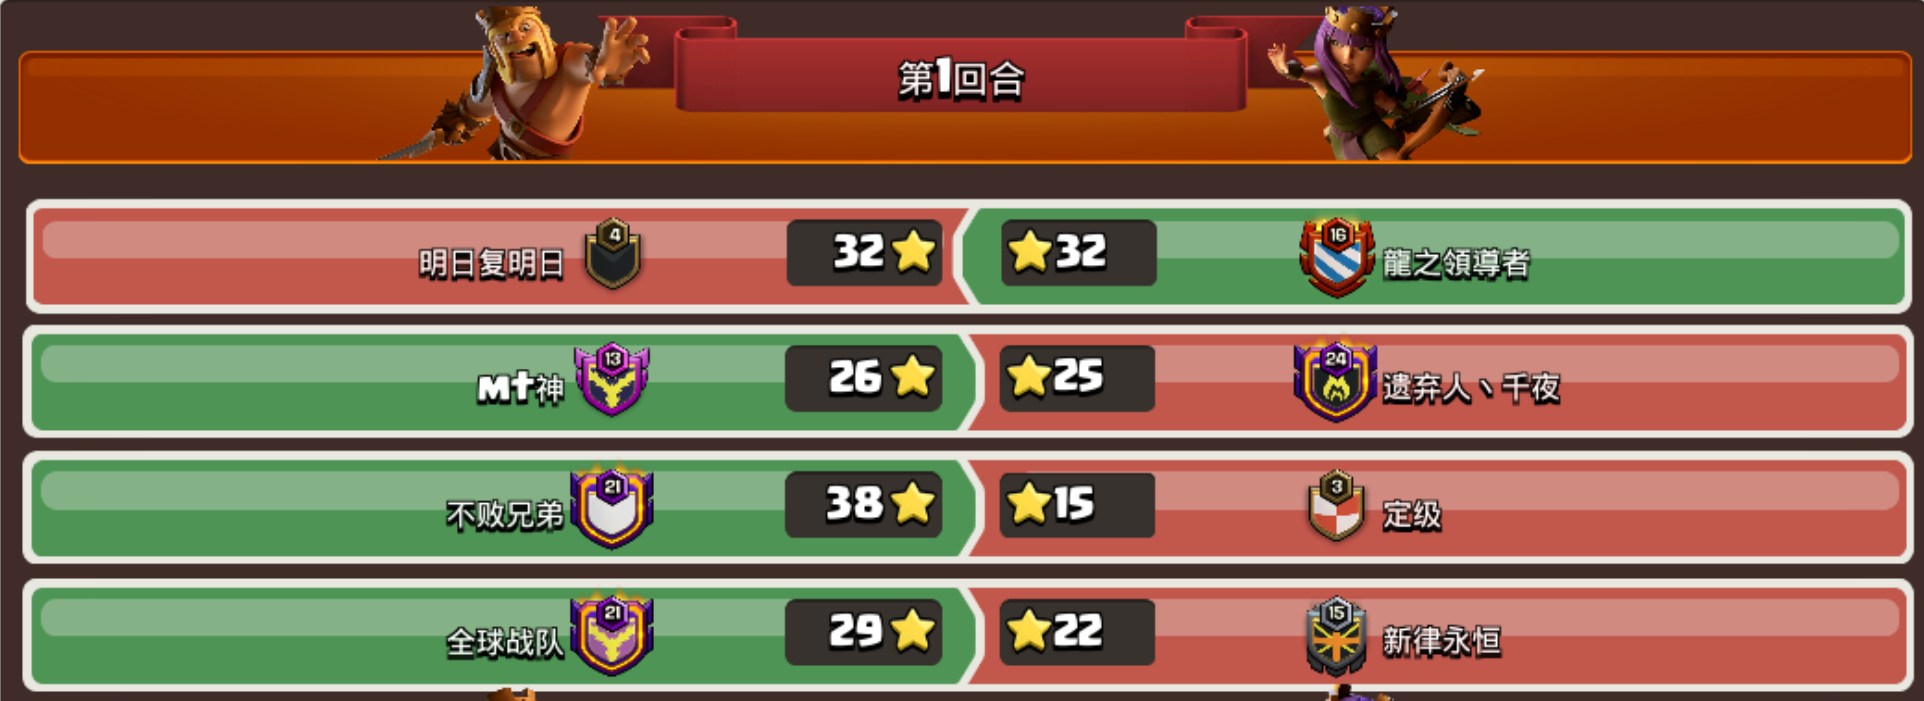 第1回合
明日复明日 4 32 32 16 龍之領導者
Mt神 13 26 25 24 遗弃人丶千夜
不败兄弟 21 38 15 3 定级
全球战队 21 29 22 15 新律永恒